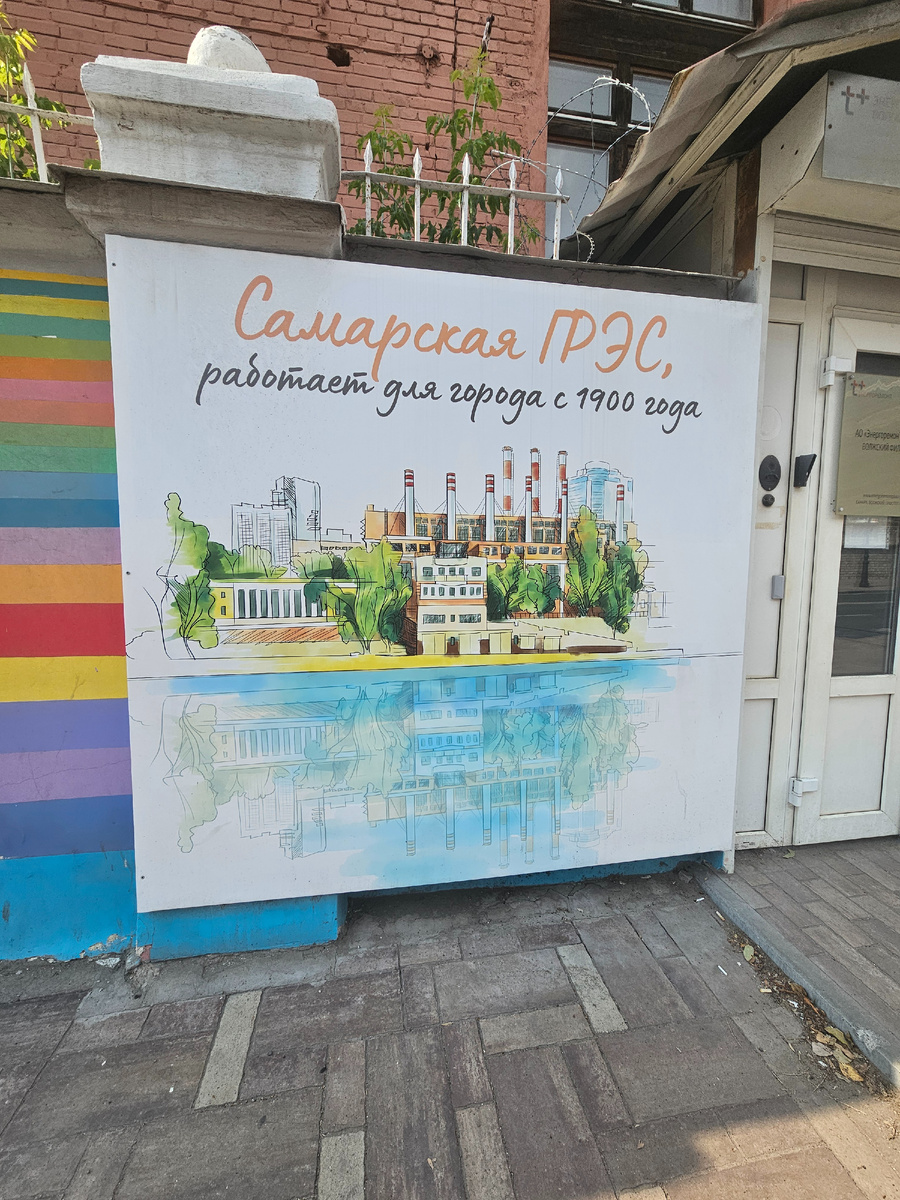 Самарская ГРЭС,
работает для города с 1900 года
т+
т+